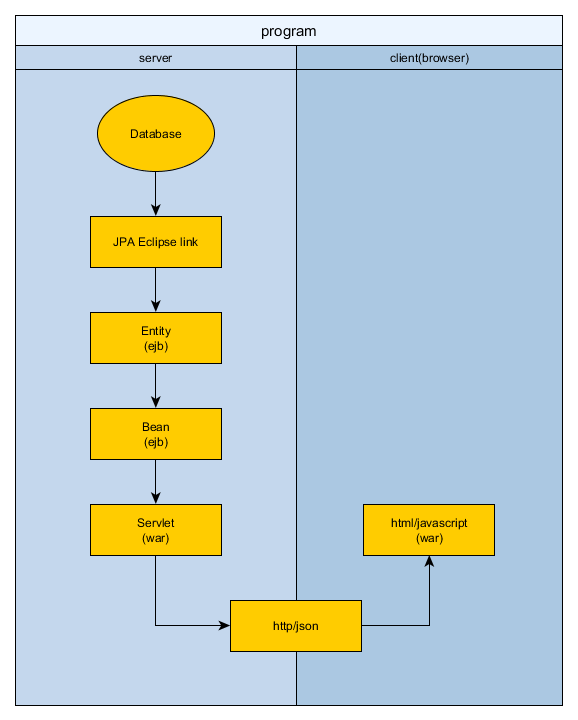 program
server
client(browser)
Database
JPA Eclipse link
Entity
(ejb)
Bean
(ejb)
Servlet
(war)
html/javascript
(war)
http/json